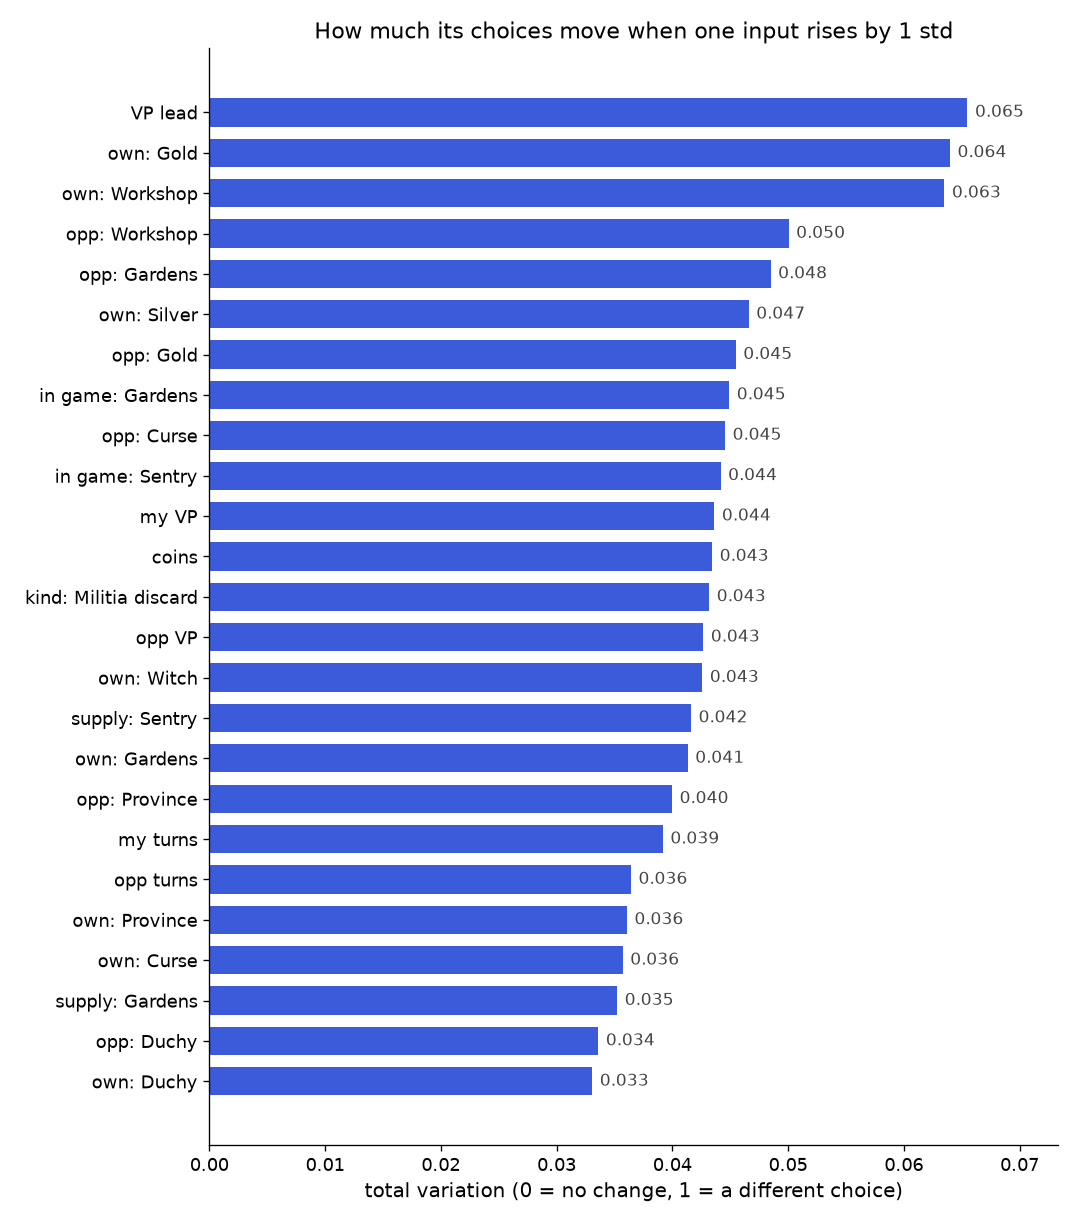 How much its choices move when one input rises by 1 std
VP lead 0.065
own: Gold 0.064
own: Workshop 0.063
opp: Workshop 0.050
opp: Gardens 0.048
own: Silver 0.047
opp: Gold 0.045
in game: Gardens 0.045
opp: Curse 0.045
in game: Sentry 0.044
my VP 0.044
coins 0.043
kind: Militia discard 0.043
opp VP 0.043
own: Witch 0.043
supply: Sentry 0.042
own: Gardens 0.041
opp: Province 0.040
my turns 0.039
opp turns 0.036
own: Province 0.036
own: Curse 0.036
supply: Gardens 0.035
opp: Duchy 0.034
own: Duchy 0.033
0.00 0.01 0.02 0.03 0.04 0.05 0.06 0.07
total variation (0 = no change, 1 = a different choice)